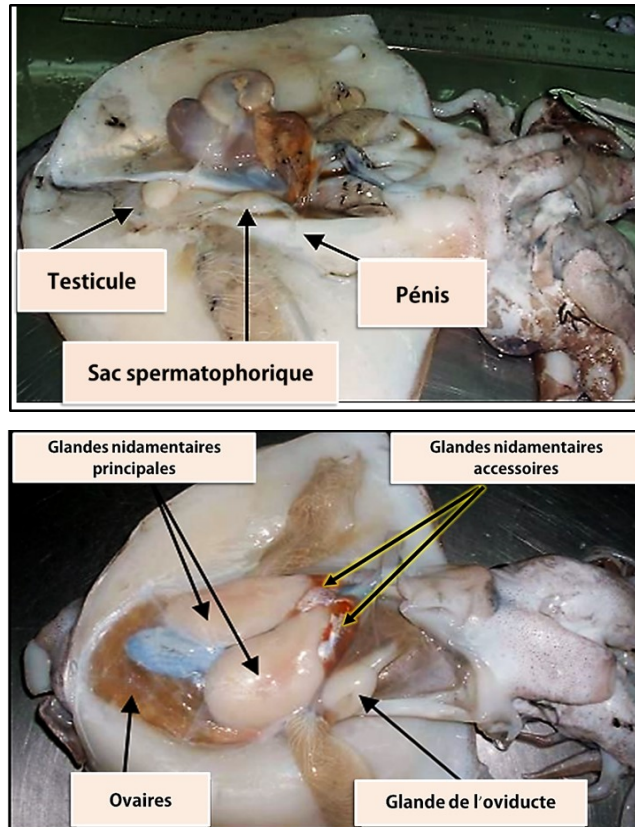 Testicule
Pénis
Sac spermatophorique
Glandes nidamentaires
principales
Glandes nidamentaires
accessoires
Ovaires
Glande de l'oviducte